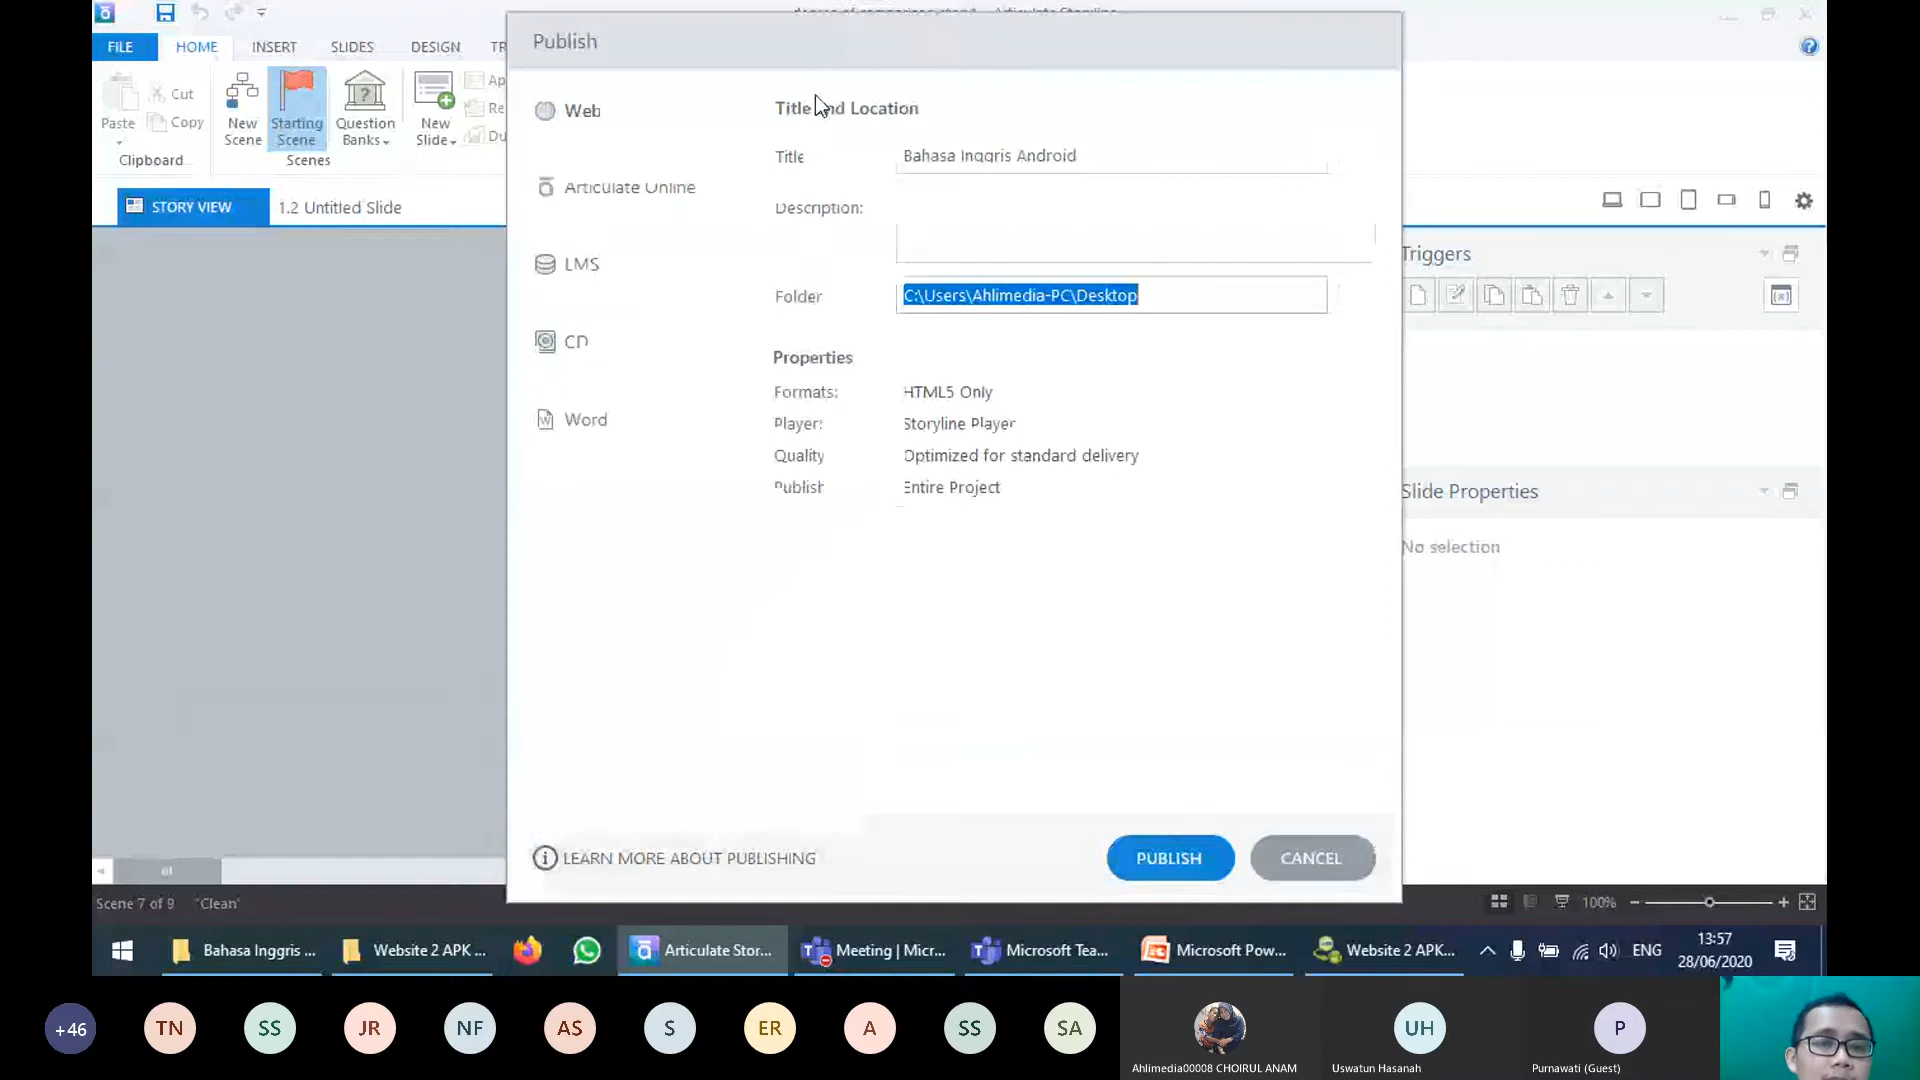 FILE HOME INSERT SLIDES DESIGN TR
Cut
Copy
Paste
Clipboard
New Scene
Starting Scene
Question Banks
Scenes
New Slide
Ap
Re
Du
STORY VIEW 1.2 Untitled Slide
Publish
Web
Articulate Online
LMS
CD
Word
Title and Location
Title Bahasa Inggris Android
Description:
Folder C:\Users\Ahlimedia-PC\Desktop
Properties
Formats: HTML5 Only
Player: Storyline Player
Quality Optimized for standard delivery
Publish Entire Project
LEARN MORE ABOUT PUBLISHING
PUBLISH CANCEL
Triggers
Slide Properties
No selection
Scene 7 of 9 "Clean"
100%
Bahasa Inggris ... Website 2 APK ... Articulate Stor... Meeting | Micr... Microsoft Tea... Microsoft Pow... Website 2 APK... ENG
13:57
28/06/2020
+46 TN SS JR NF AS S ER A SS SA UH P
Ahlimedia00008 CHOIRUL ANAM Uswatun Hasanah Purnawati (Guest)